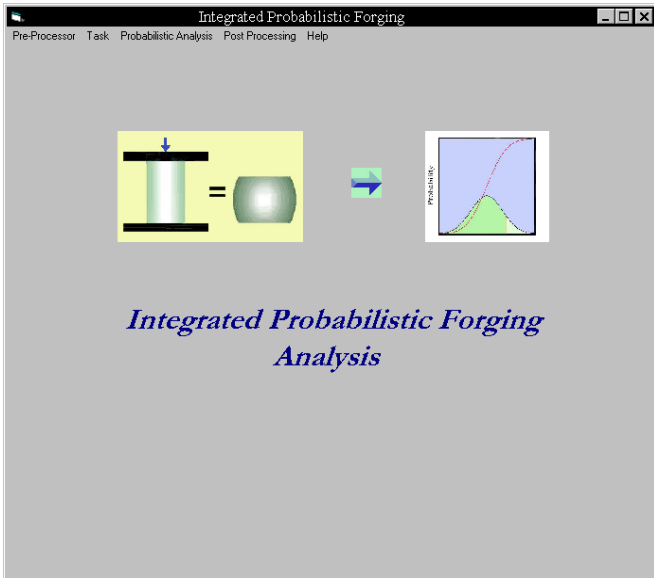 Integrated Probabilistic Forging
Pre-Processor Task Probabilistic Analysis Post Processing Help
=
Probability
Integrated Probabilistic Forging
Analysis